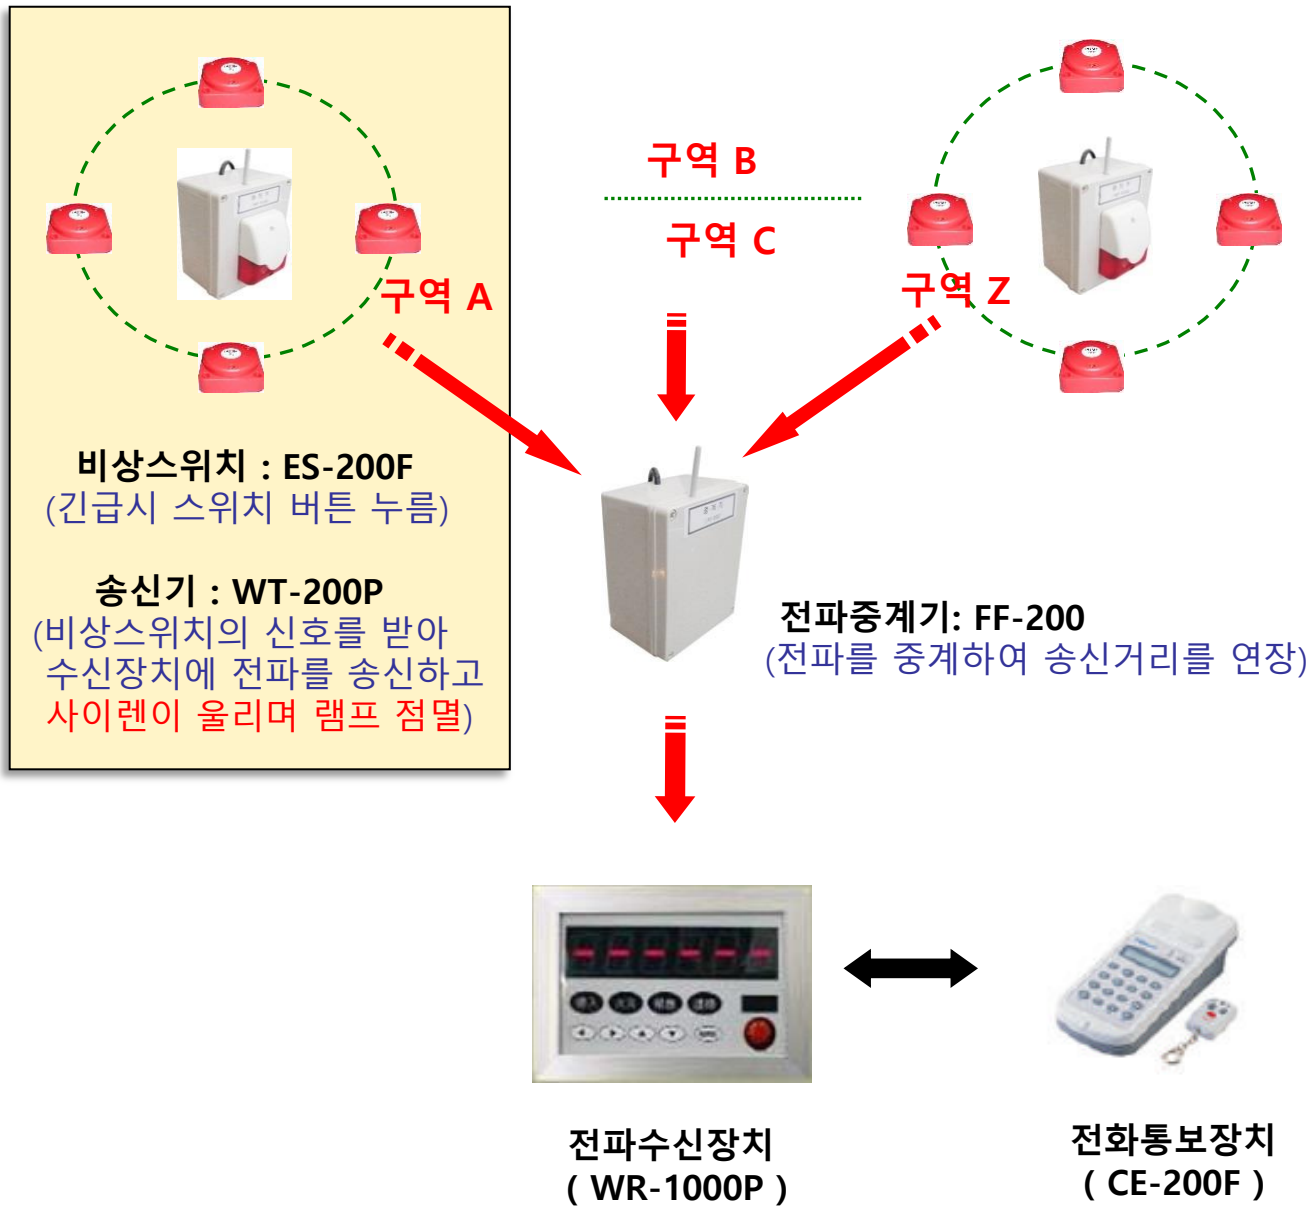 구역 B
구역 C
구역 A
구역 Z
비상스위치 : ES-200F
(긴급시 스위치 버튼 누름)
송신기 : WT-200P
(비상스위치의 신호를 받아
수신장치에 전파를 송신하고
사이렌이 울리며 램프 점멸)
전파중계기: FF-200
(전파를 중계하여 송신거리를 연장)
전파수신장치
( WR-1000P )
전화통보장치
( CE-200F )